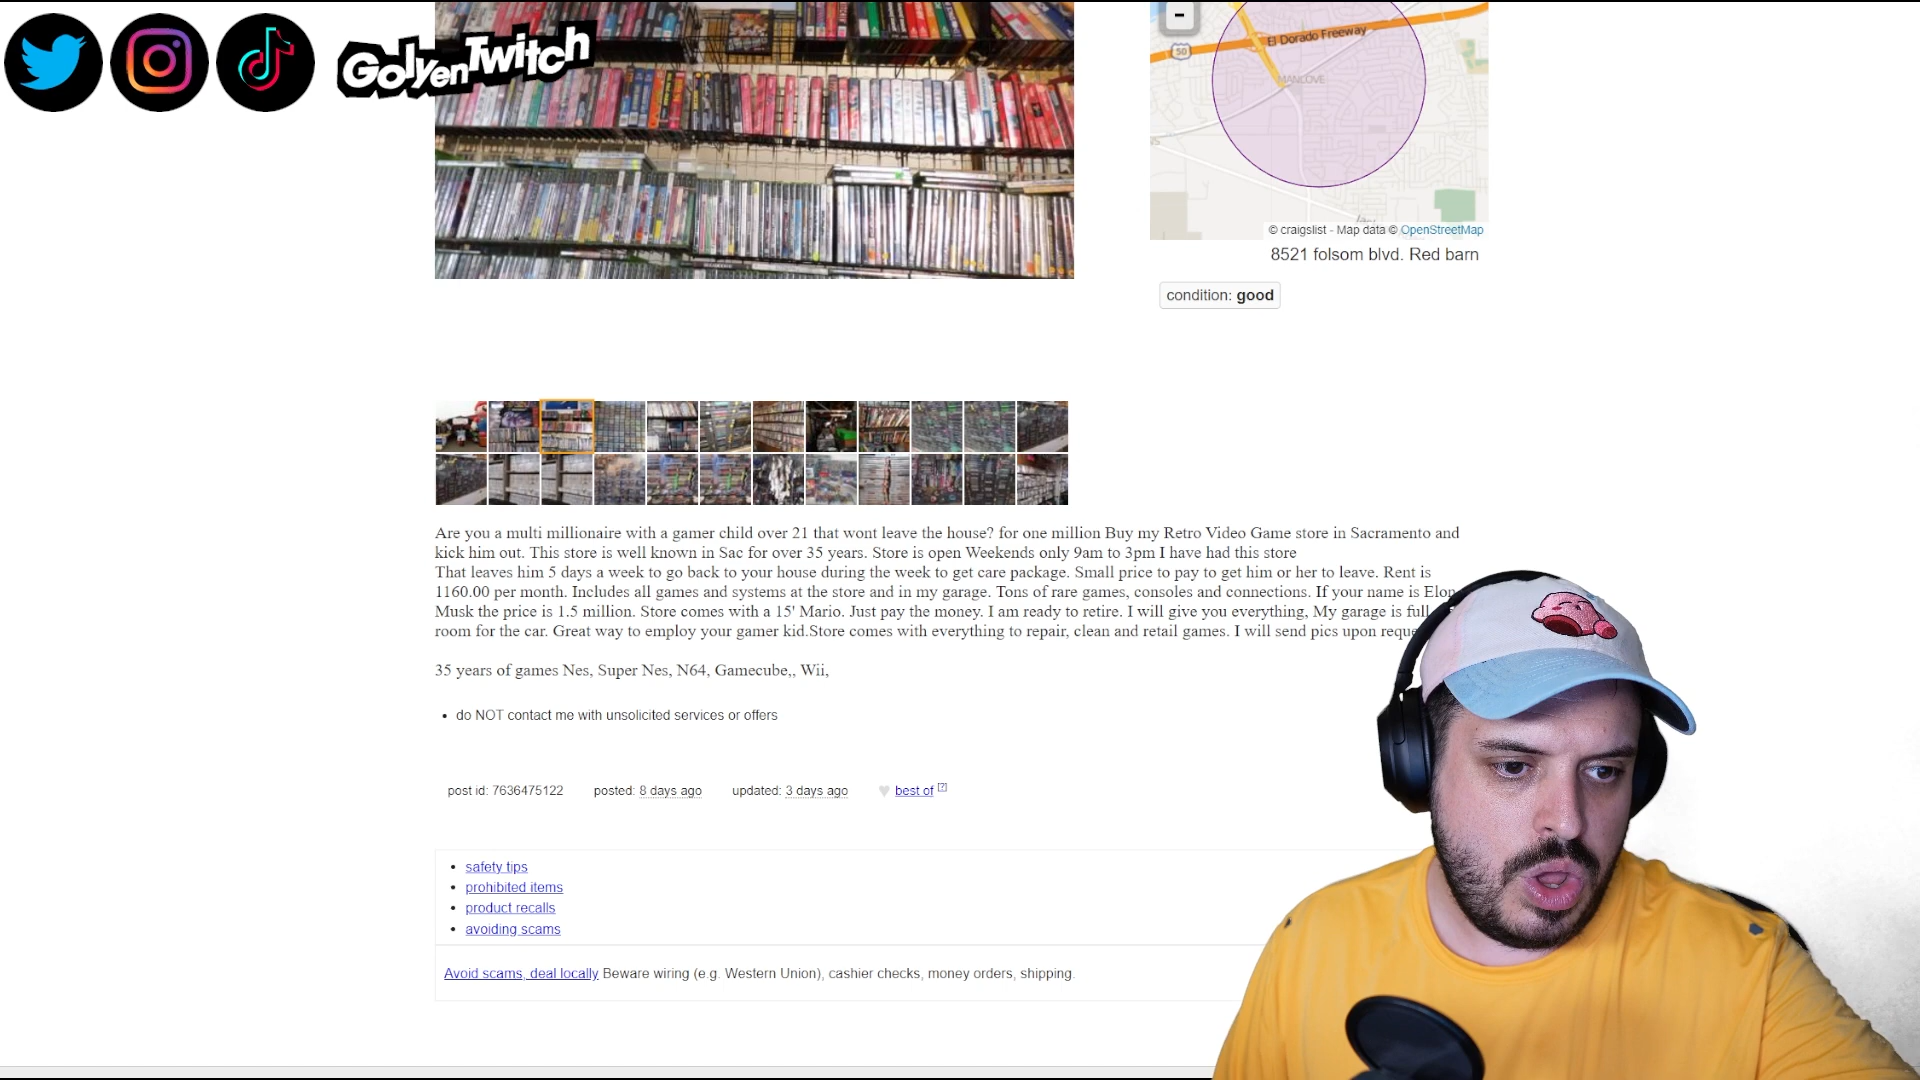 GolyenTwitch
-
50
El Dorado Freeway
MANLOVE
© craigslist - Map data © OpenStreetMap
8521 folsom blvd. Red barn
condition: good
Are you a multi millionaire with a gamer child over 21 that wont leave the house? for one million Buy my Retro Video Game store in Sacramento and
kick him out. This store is well known in Sac for over 35 years. Store is open Weekends only 9am to 3pm I have had this store
That leaves him 5 days a week to go back to your house during the week to get care package. Small price to pay to get him or her to leave. Rent is
1160.00 per month. Includes all games and systems at the store and in my garage. Tons of rare games, consoles and connections. If your name is Elon
Musk the price is 1.5 million. Store comes with a 15' Mario. Just pay the money. I am ready to retire. I will give you everything, My garage is full
room for the car. Great way to employ your gamer kid.Store comes with everything to repair, clean and retail games. I will send pics upon
35 years of games Nes, Super Nes, N64, Gamecube,, Wii,
• do NOT contact me with unsolicited services or offers
post id: 7636475122 posted: 8 days ago updated: 3 days ago ♥ best of [?]
• safety tips
• prohibited items
• product recalls
• avoiding scams
Avoid scams, deal locally Beware wiring (e.g. Western Union), cashier checks, money orders, shipping.